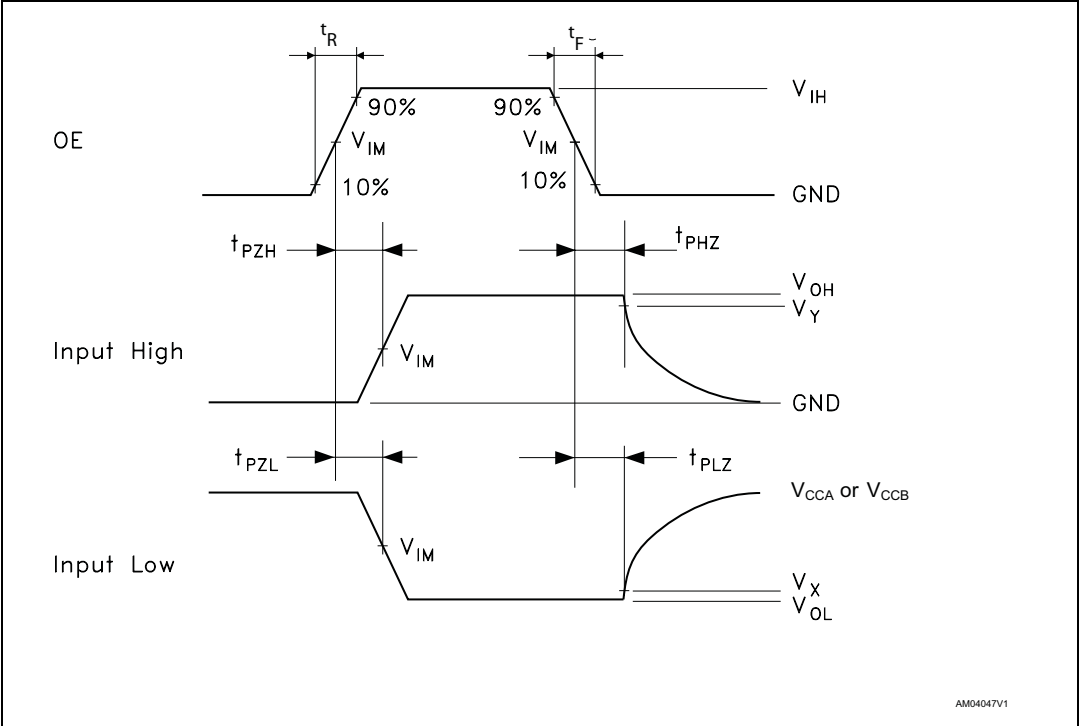 tR tF
90% 90% VIH
OE VIM VIM
10% 10% GND
tPZH tPHZ
VOH
VY
Input High VIM
GND
tPZL tPLZ
VCCA or VCCB
Input Low VIM
VX
VOL
AM04047V1